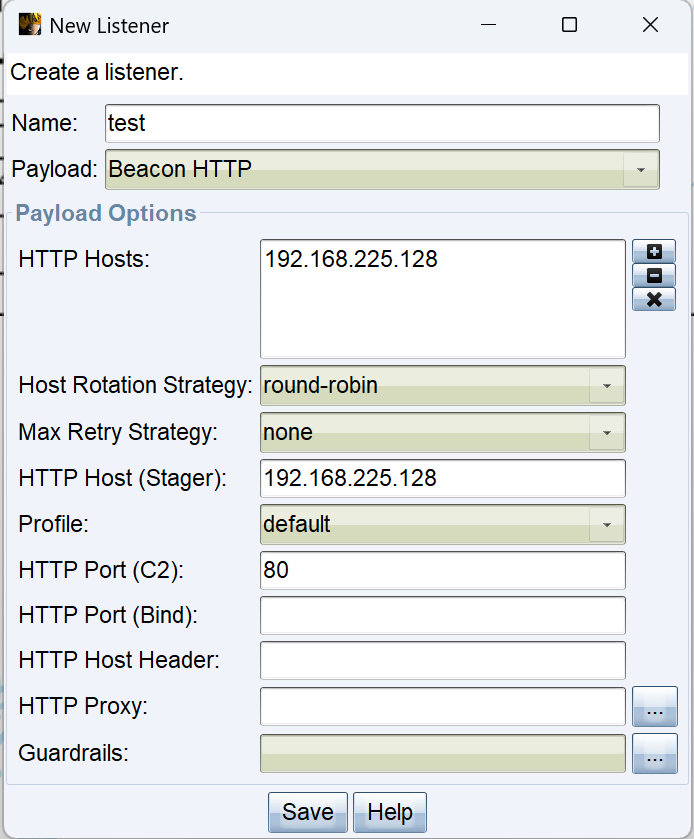 New Listener
Create a listener.
Name: test
Payload: Beacon HTTP
Payload Options
HTTP Hosts: 192.168.225.128
Host Rotation Strategy: round-robin
Max Retry Strategy: none
HTTP Host (Stager): 192.168.225.128
Profile: default
HTTP Port (C2): 80
HTTP Port (Bind):
HTTP Host Header:
HTTP Proxy: ...
Guardrails: ...
Save Help